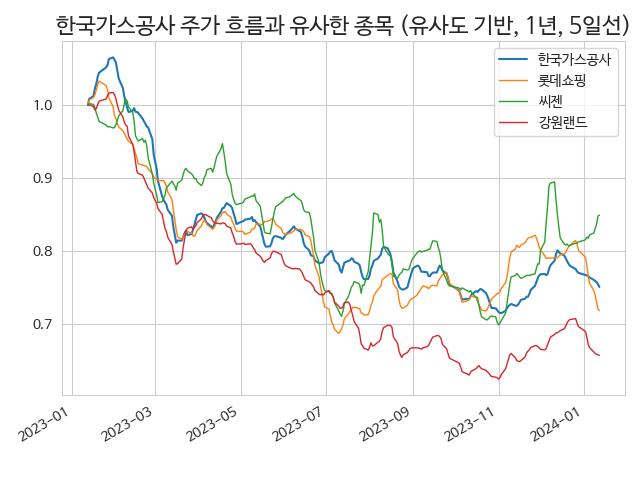 한국가스공사 주가 흐름과 유사한 종목 (유사도 기반, 1년, 5일선)
한국가스공사
롯데쇼핑
씨젠
강원랜드
1.0
0.9
0.8
0.7
2023-01
2023-03
2023-05
2023-07
2023-09
2023-11
2024-01